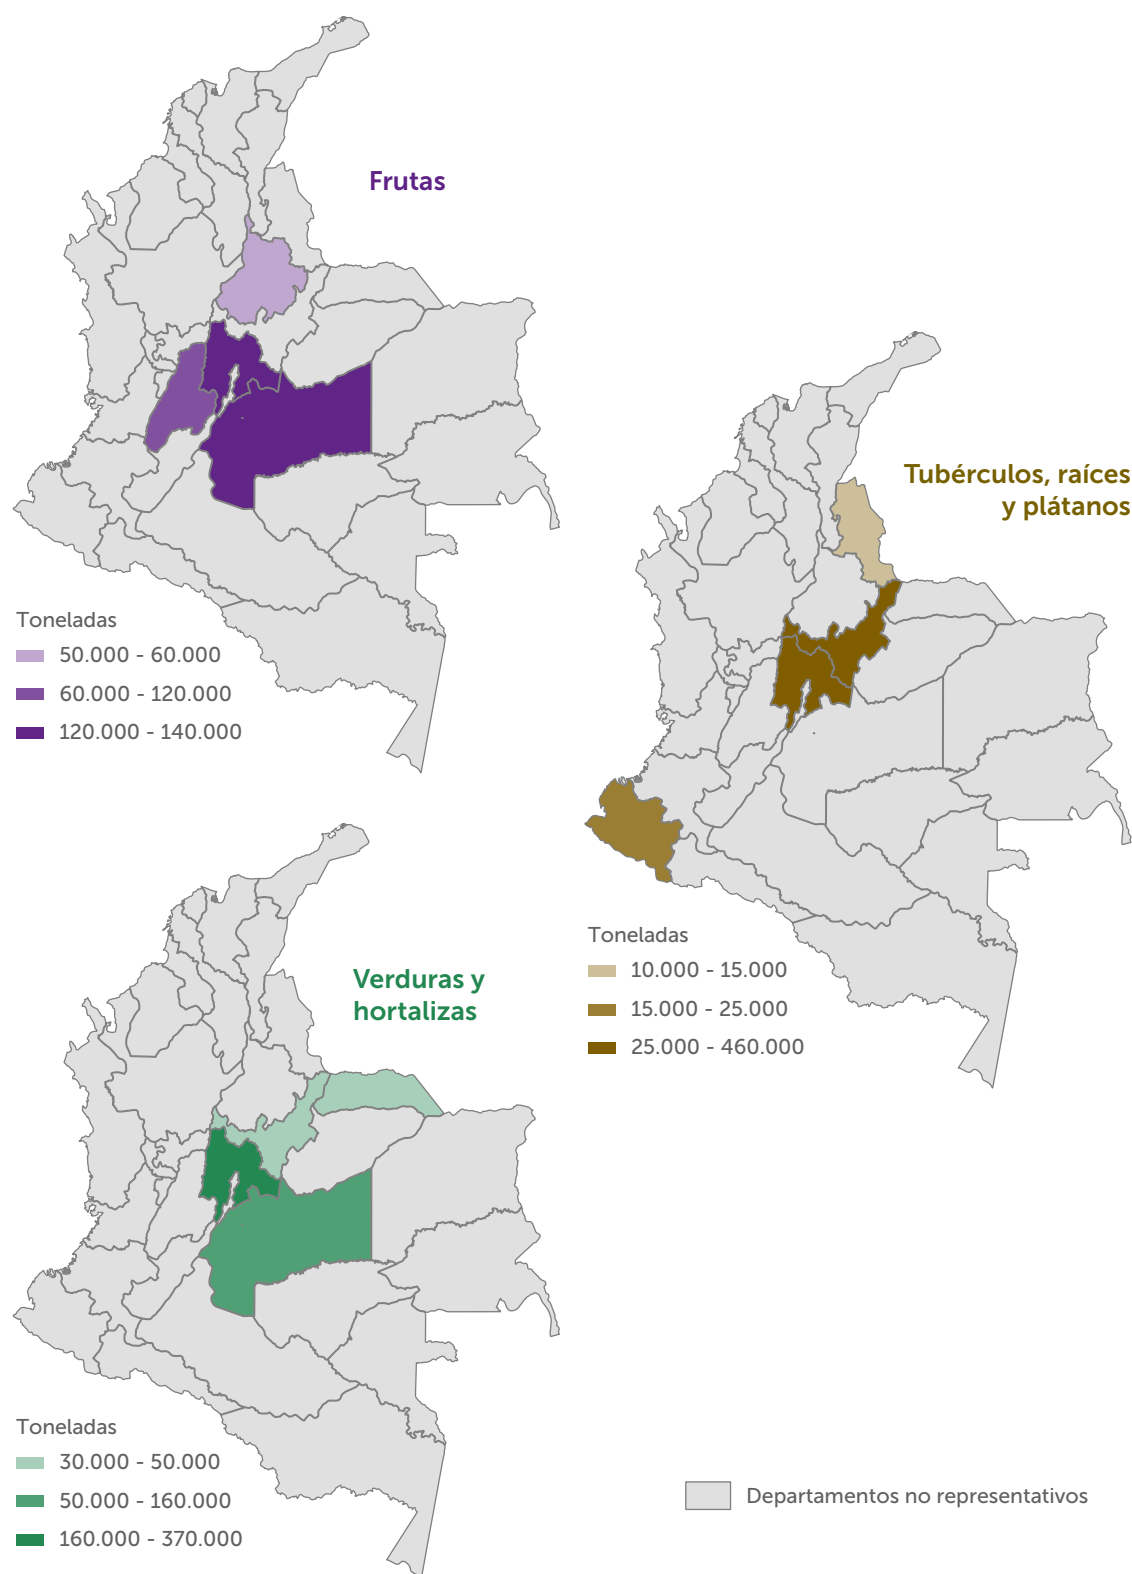 Frutas
Toneladas
50.000 - 60.000
60.000 - 120.000
120.000 - 140.000
Tubérculos, raíces
y plátanos
Toneladas
10.000 - 15.000
15.000 - 25.000
25.000 - 460.000
Verduras y
hortalizas
Toneladas
30.000 - 50.000
50.000 - 160.000
160.000 - 370.000
Departamentos no representativos